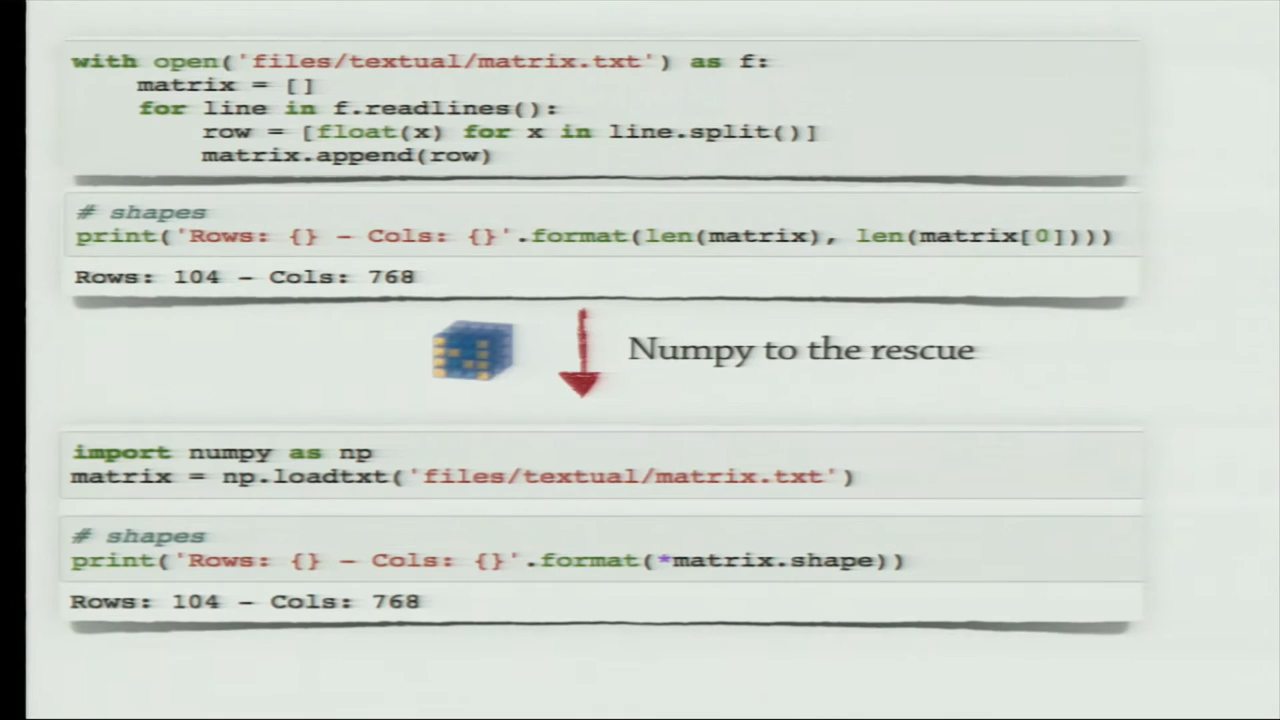 with open('files/textual/matrix.txt') as f:
    matrix = []
    for line in f.readlines():
        row = [float(x) for x in line.split()]
        matrix.append(row)
# shapes
print('Rows: {} - Cols: {}'.format(len(matrix), len(matrix[0])))
Rows: 104 - Cols: 768
Numpy to the rescue
import numpy as np
matrix = np.loadtxt('files/textual/matrix.txt')
# shapes
print('Rows: {} - Cols: {}'.format(*matrix.shape))
Rows: 104 - Cols: 768